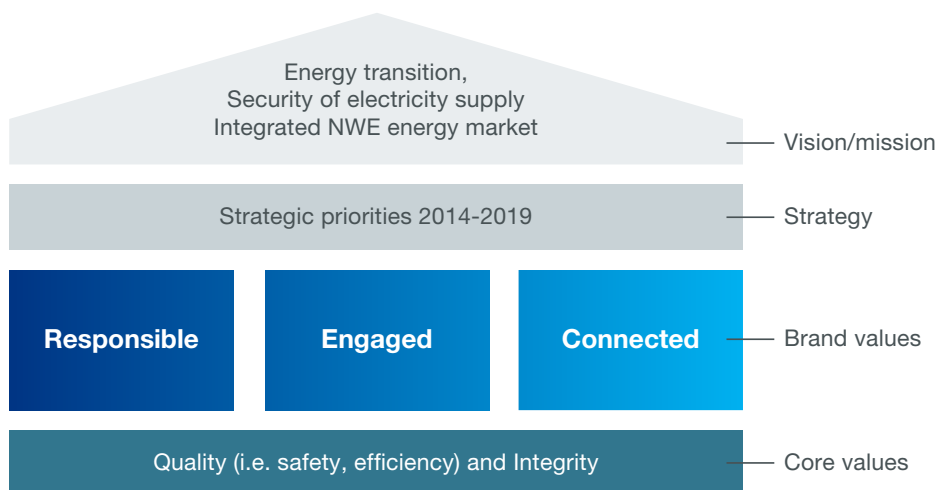 Energy transition,
Security of electricity supply
Integrated NWE energy market
Vision/mission
Strategic priorities 2014-2019
Strategy
Responsible
Engaged
Connected
Brand values
Quality (i.e. safety, efficiency) and Integrity
Core values